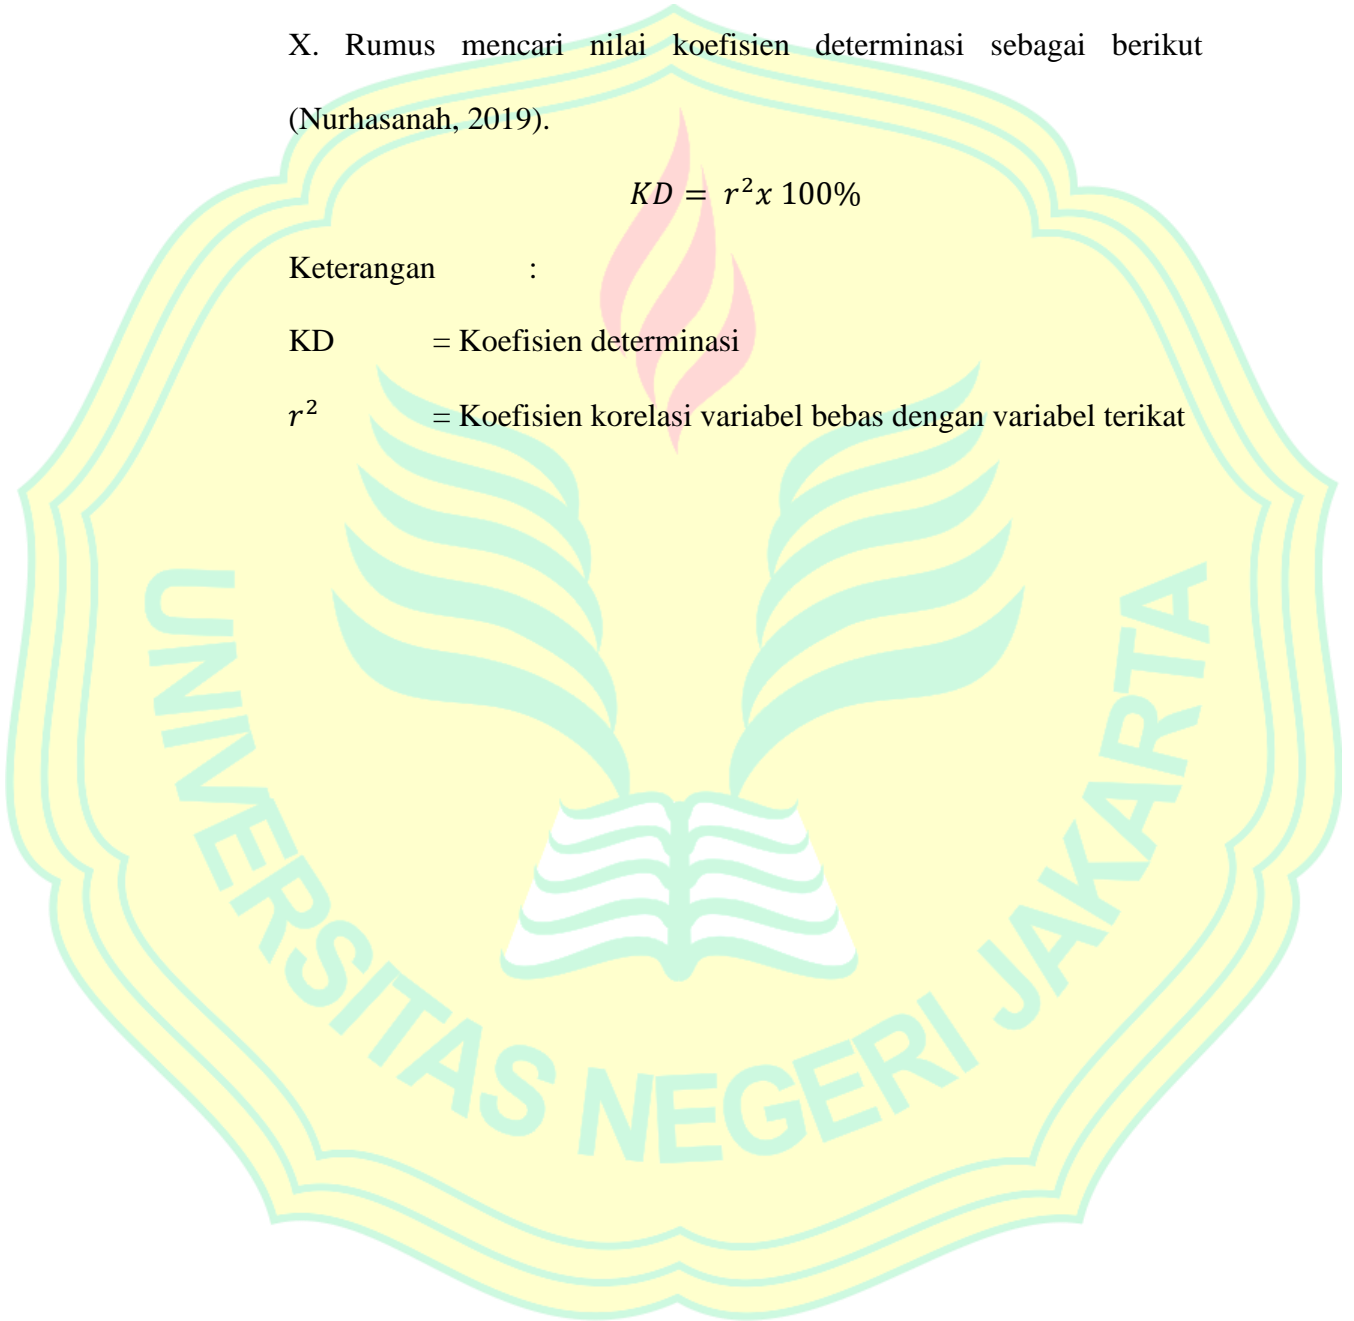 X. Rumus mencari nilai koefisien determinasi sebagai berikut
(Nurhasanah, 2019).
KD = r²x 100%
Keterangan :
KD = Koefisien determinasi
r² = Koefisien korelasi variabel bebas dengan variabel terikat
UNIVERSITAS NEGERI JAKARTA